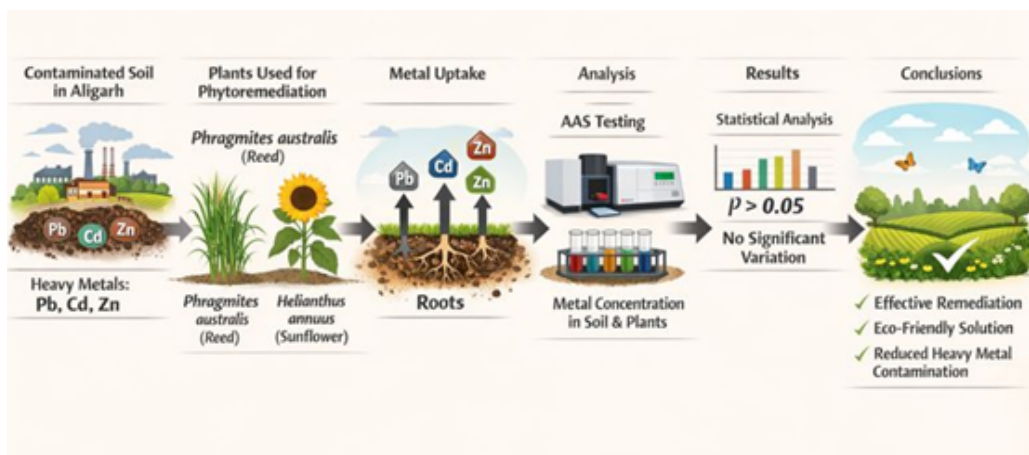 Contaminated Soil
in Aligarh
Pb
Cd
Zn
Heavy Metals:
Pb, Cd, Zn
Plants Used for
Phytoremediation
Phragmites australis
(Reed)
Phragmites
australis
(Reed)
Helianthus
annuus
(Sunflower)
Metal Uptake
Pb
Cd
Zn
Zn
Roots
Analysis
AAS Testing
Metal Concentration
in Soil & Plants
Results
Statistical Analysis
p > 0.05
No Significant
Variation
Conclusions
✓ Effective Remediation
✓ Eco-Friendly Solution
✓ Reduced Heavy Metal
Contamination